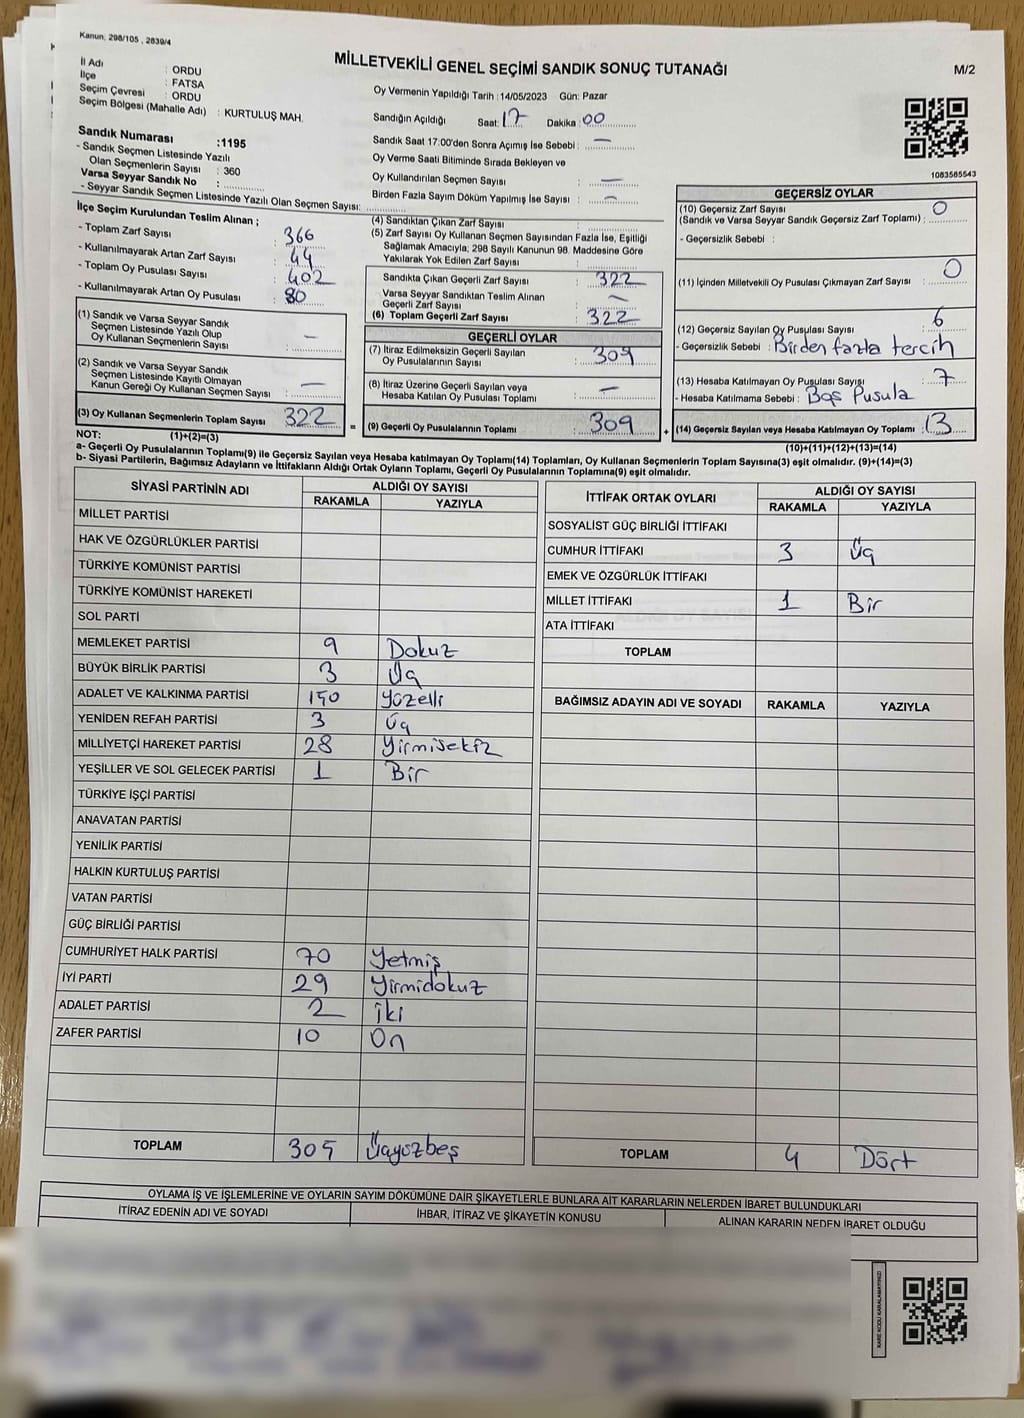 Kanun, 298/105 , 2839/4
MİLLETVEKİLİ GENEL SEÇİMİ SANDIK SONUÇ TUTANAĞI
M/2
İl Adı : ORDU
İlçe : FATSA
Seçim Çevresi : ORDU
Seçim Bölgesi (Mahalle Adı) : KURTULUŞ MAH.
Sandık Numarası :1195
- Sandık Seçmen Listesinde Yazılı
Olan Seçmenlerin Sayısı : 360
Varsa Seyyar Sandık No :
- Seyyar Sandık Seçmen Listesinde Yazılı Olan Seçmen Sayısı:
Oy Vermenin Yapıldığı Tarih :14/05/2023 Gün: Pazar
Sandığın Açıldığı Saat: 17 Dakika : 00
Sandık Saat 17:00'den Sonra Açılmış İse Sebebi : —
Oy Verme Saati Bitiminde Sırada Bekleyen ve
Oy Kullandırılan Seçmen Sayısı : —
Birden Fazla Sayım Döküm Yapılmış İse Sayısı : —
1083585543
İlçe Seçim Kurulundan Teslim Alınan ;
- Toplam Zarf Sayısı : 366
- Kullanılmayarak Artan Zarf Sayısı : 44
- Toplam Oy Pusulası Sayısı : 402
- Kullanılmayarak Artan Oy Pusulası : 80
(1) Sandık ve Varsa Seyyar Sandık
Seçmen Listesinde Yazılı Olup
Oy Kullanan Seçmenlerin Sayısı : —
(2) Sandık ve Varsa Seyyar Sandık
Seçmen Listesinde Kayıtlı Olmayan
Kanun Gereği Oy Kullanan Seçmen Sayısı : —
(3) Oy Kullanan Seçmenlerin Toplam Sayısı : 322
(4) Sandıktan Çıkan Zarf Sayısı :
(5) Zarf Sayısı Oy Kullanan Seçmen Sayısından Fazla İse, Eşitliği
Sağlamak Amacıyla; 298 Sayılı Kanunun 98. Maddesine Göre
Yakılarak Yok Edilen Zarf Sayısı :
Sandıkta Çıkan Geçerli Zarf Sayısı : 322
Varsa Seyyar Sandıktan Teslim Alınan
Geçerli Zarf Sayısı : —
(6) Toplam Geçerli Zarf Sayısı : 322
GEÇERLİ OYLAR
(7) İtiraz Edilmeksizin Geçerli Sayılan
Oy Pusulalarının Sayısı : 309
(8) İtiraz Üzerine Geçerli Sayılan veya
Hesaba Katılan Oy Pusulası Toplamı : —
= (9) Geçerli Oy Pusulalarının Toplamı : 309
GEÇERSİZ OYLAR
(10) Geçersiz Zarf Sayısı : 0
(Sandık ve Varsa Seyyar Sandık Geçersiz Zarf Toplamı)
- Geçersizlik Sebebi :
(11) İçinden Milletvekili Oy Pusulası Çıkmayan Zarf Sayısı : 0
(12) Geçersiz Sayılan Oy Pusulası Sayısı : 6
- Geçersizlik Sebebi : Birden fazla tercih
(13) Hesaba Katılmayan Oy Pusulası Sayısı : 7
- Hesaba Katılmama Sebebi : Boş Pusula
+ (14) Geçersiz Sayılan veya Hesaba Katılmayan Oy Toplamı : 13
NOT: (1)+(2)=(3)
(10)+(11)+(12)+(13)=(14)
a- Geçerli Oy Pusulalarının Toplam(9) ile Geçersiz Sayılan veya Hesaba katılmayan Oy Toplam(14) Toplamları, Oy Kullanan Seçmenlerin Toplam Sayısına(3) eşit olmalıdır. (9)+(14)=(3)
b- Siyasi Partilerin, Bağımsız Adayların ve İttifakların Aldığı Ortak Oyların Toplamı, Geçerli Oy Pusulalarının Toplamına(9) eşit olmalıdır.
SİYASİ PARTİNİN ADI ALDIĞI OY SAYISI
RAKAMLA YAZIYLA
MİLLET PARTİSİ
HAK VE ÖZGÜRLÜKLER PARTİSİ
TÜRKİYE KOMÜNİST PARTİSİ
TÜRKİYE KOMÜNİST HAREKETİ
SOL PARTİ
MEMLEKET PARTİSİ 9 Dokuz
BÜYÜK BİRLİK PARTİSİ 3 Üç
ADALET VE KALKINMA PARTİSİ 150 Yüzelli
YENİDEN REFAH PARTİSİ 3 Üç
MİLLİYETÇİ HAREKET PARTİSİ 28 Yirmisekiz
YEŞİLLER VE SOL GELECEK PARTİSİ 1 Bir
TÜRKİYE İŞÇİ PARTİSİ
ANAVATAN PARTİSİ
YENİLİK PARTİSİ
HALKIN KURTULUŞ PARTİSİ
VATAN PARTİSİ
GÜÇ BİRLİĞİ PARTİSİ
CUMHURİYET HALK PARTİSİ 70 Yetmiş
İYİ PARTİ 29 Yirmidokuz
ADALET PARTİSİ 2 İki
ZAFER PARTİSİ 10 On
TOPLAM 305 Üçyüzbeş
İTTİFAK ORTAK OYLARI ALDIĞI OY SAYISI
RAKAMLA YAZIYLA
SOSYALİST GÜÇ BİRLİĞİ İTTİFAKI
CUMHUR İTTİFAKI 3 Üç
EMEK VE ÖZGÜRLÜK İTTİFAKI
MİLLET İTTİFAKI 1 Bir
ATA İTTİFAKI
TOPLAM
BAĞIMSIZ ADAYIN ADI VE SOYADI RAKAMLA YAZIYLA
TOPLAM 4 Dört
OYLAMA İŞ VE İŞLEMLERİNE VE OYLARIN SAYIM DÖKÜMÜNE DAİR ŞİKAYETLERLE BUNLARA AİT KARARLARIN NELERDEN İBARET BULUNDUKLARI
İTİRAZ EDENİN ADI VE SOYADI İHBAR, İTİRAZ VE ŞİKAYETİN KONUSU ALINAN KARARIN NEDEN İBARET OLDUĞU
KARE KODU KARALAMAYINIZ!